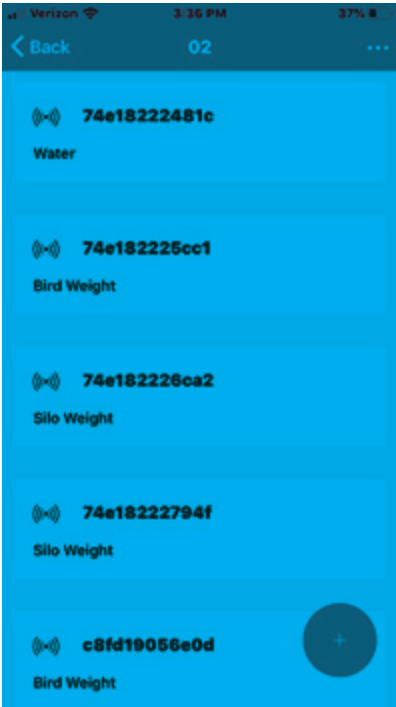 Verizon 3:36 PM 37%
Back 02 ...
74e18222481c
Water
74e182225cc1
Bird Weight
74e182226ca2
Silo Weight
74e18222794f
Silo Weight
c8fd19056e0d
Bird Weight
+